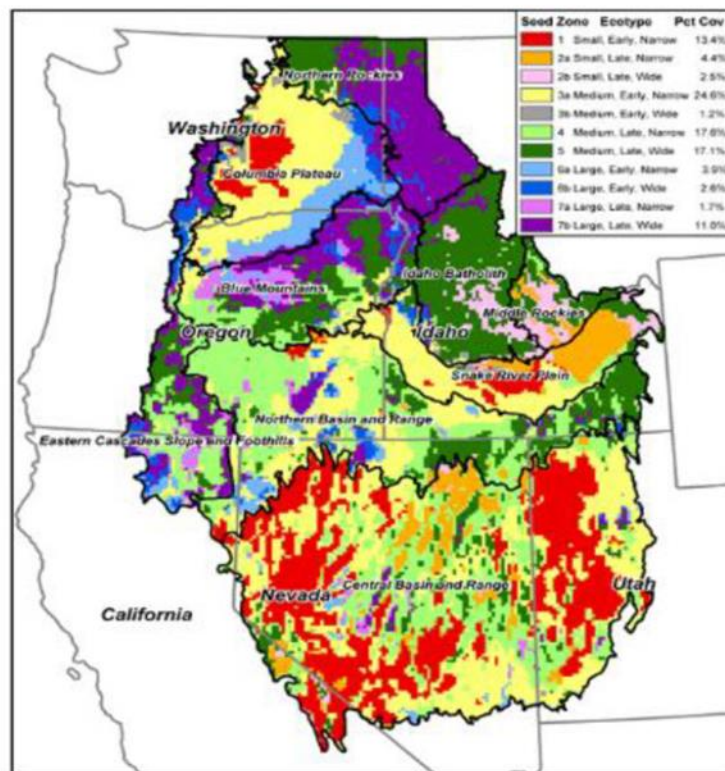 Seed Zone Ecotype Pct Cov
1 Small, Early, Narrow 13.4%
2a Small, Late, Narrow 4.4%
2b Small, Late, Wide 2.5%
3a Medium, Early, Narrow 24.6%
3b Medium, Early, Wide 1.2%
4 Medium, Late, Narrow 17.6%
5 Medium, Late, Wide 17.1%
6a Large, Early, Narrow 3.9%
6b Large, Early, Wide 2.6%
7a Large, Late, Narrow 1.7%
7b Large, Late, Wide 11.0%
Northern Rockies
Washington
Columbia Plateau
Idaho Batholith
Blue Mountains
Middle Rockies
Oregon
Idaho
Snake River Plain
Northern Basin and Range
Eastern Cascades Slope and Foothills
Central Basin and Range
Nevada
Utah
California